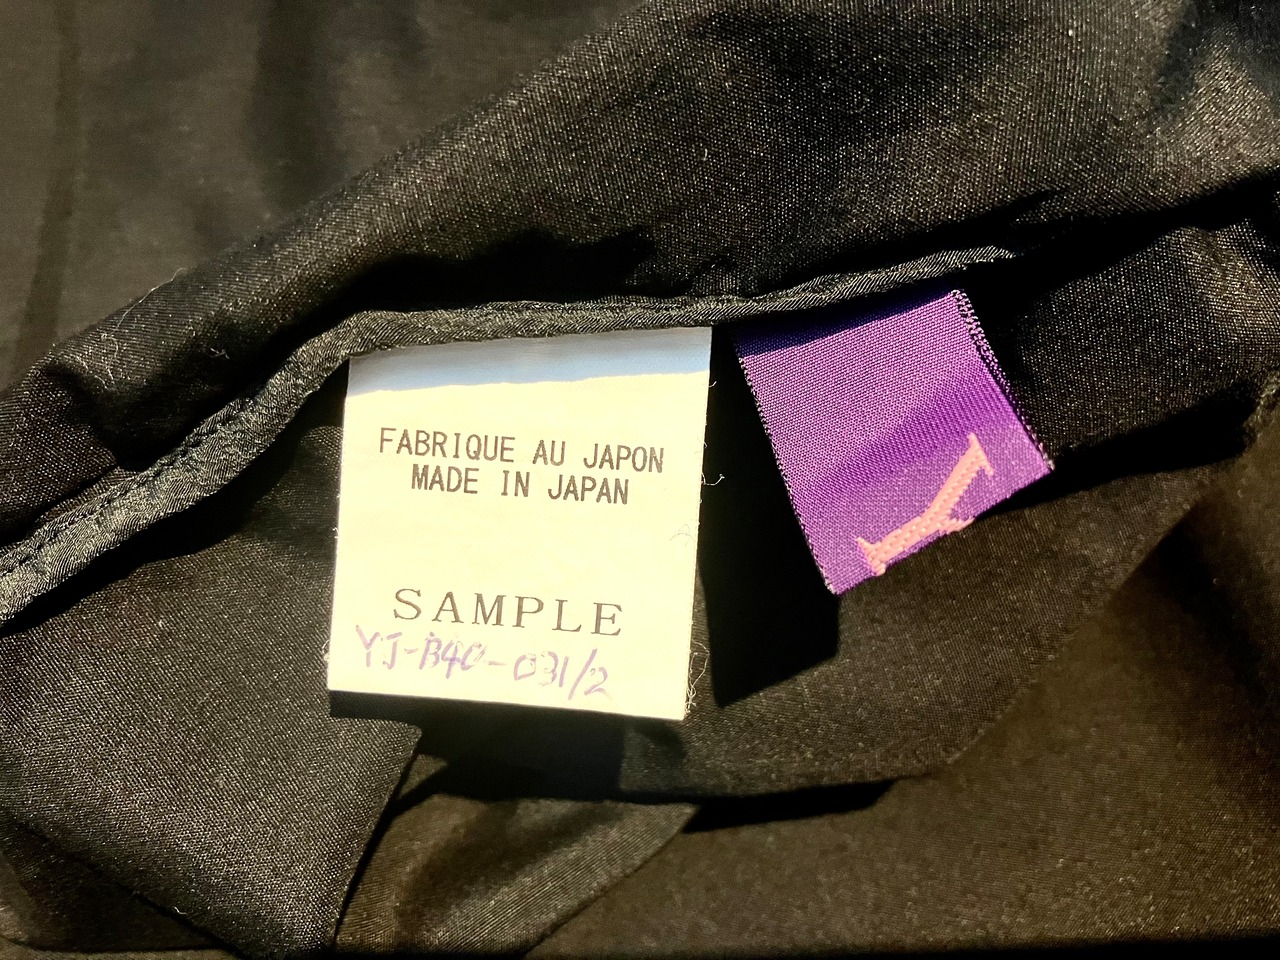 FABRIQUE AU JAPON
MADE IN JAPAN
SAMPLE
YJ-B40-031/2
Y